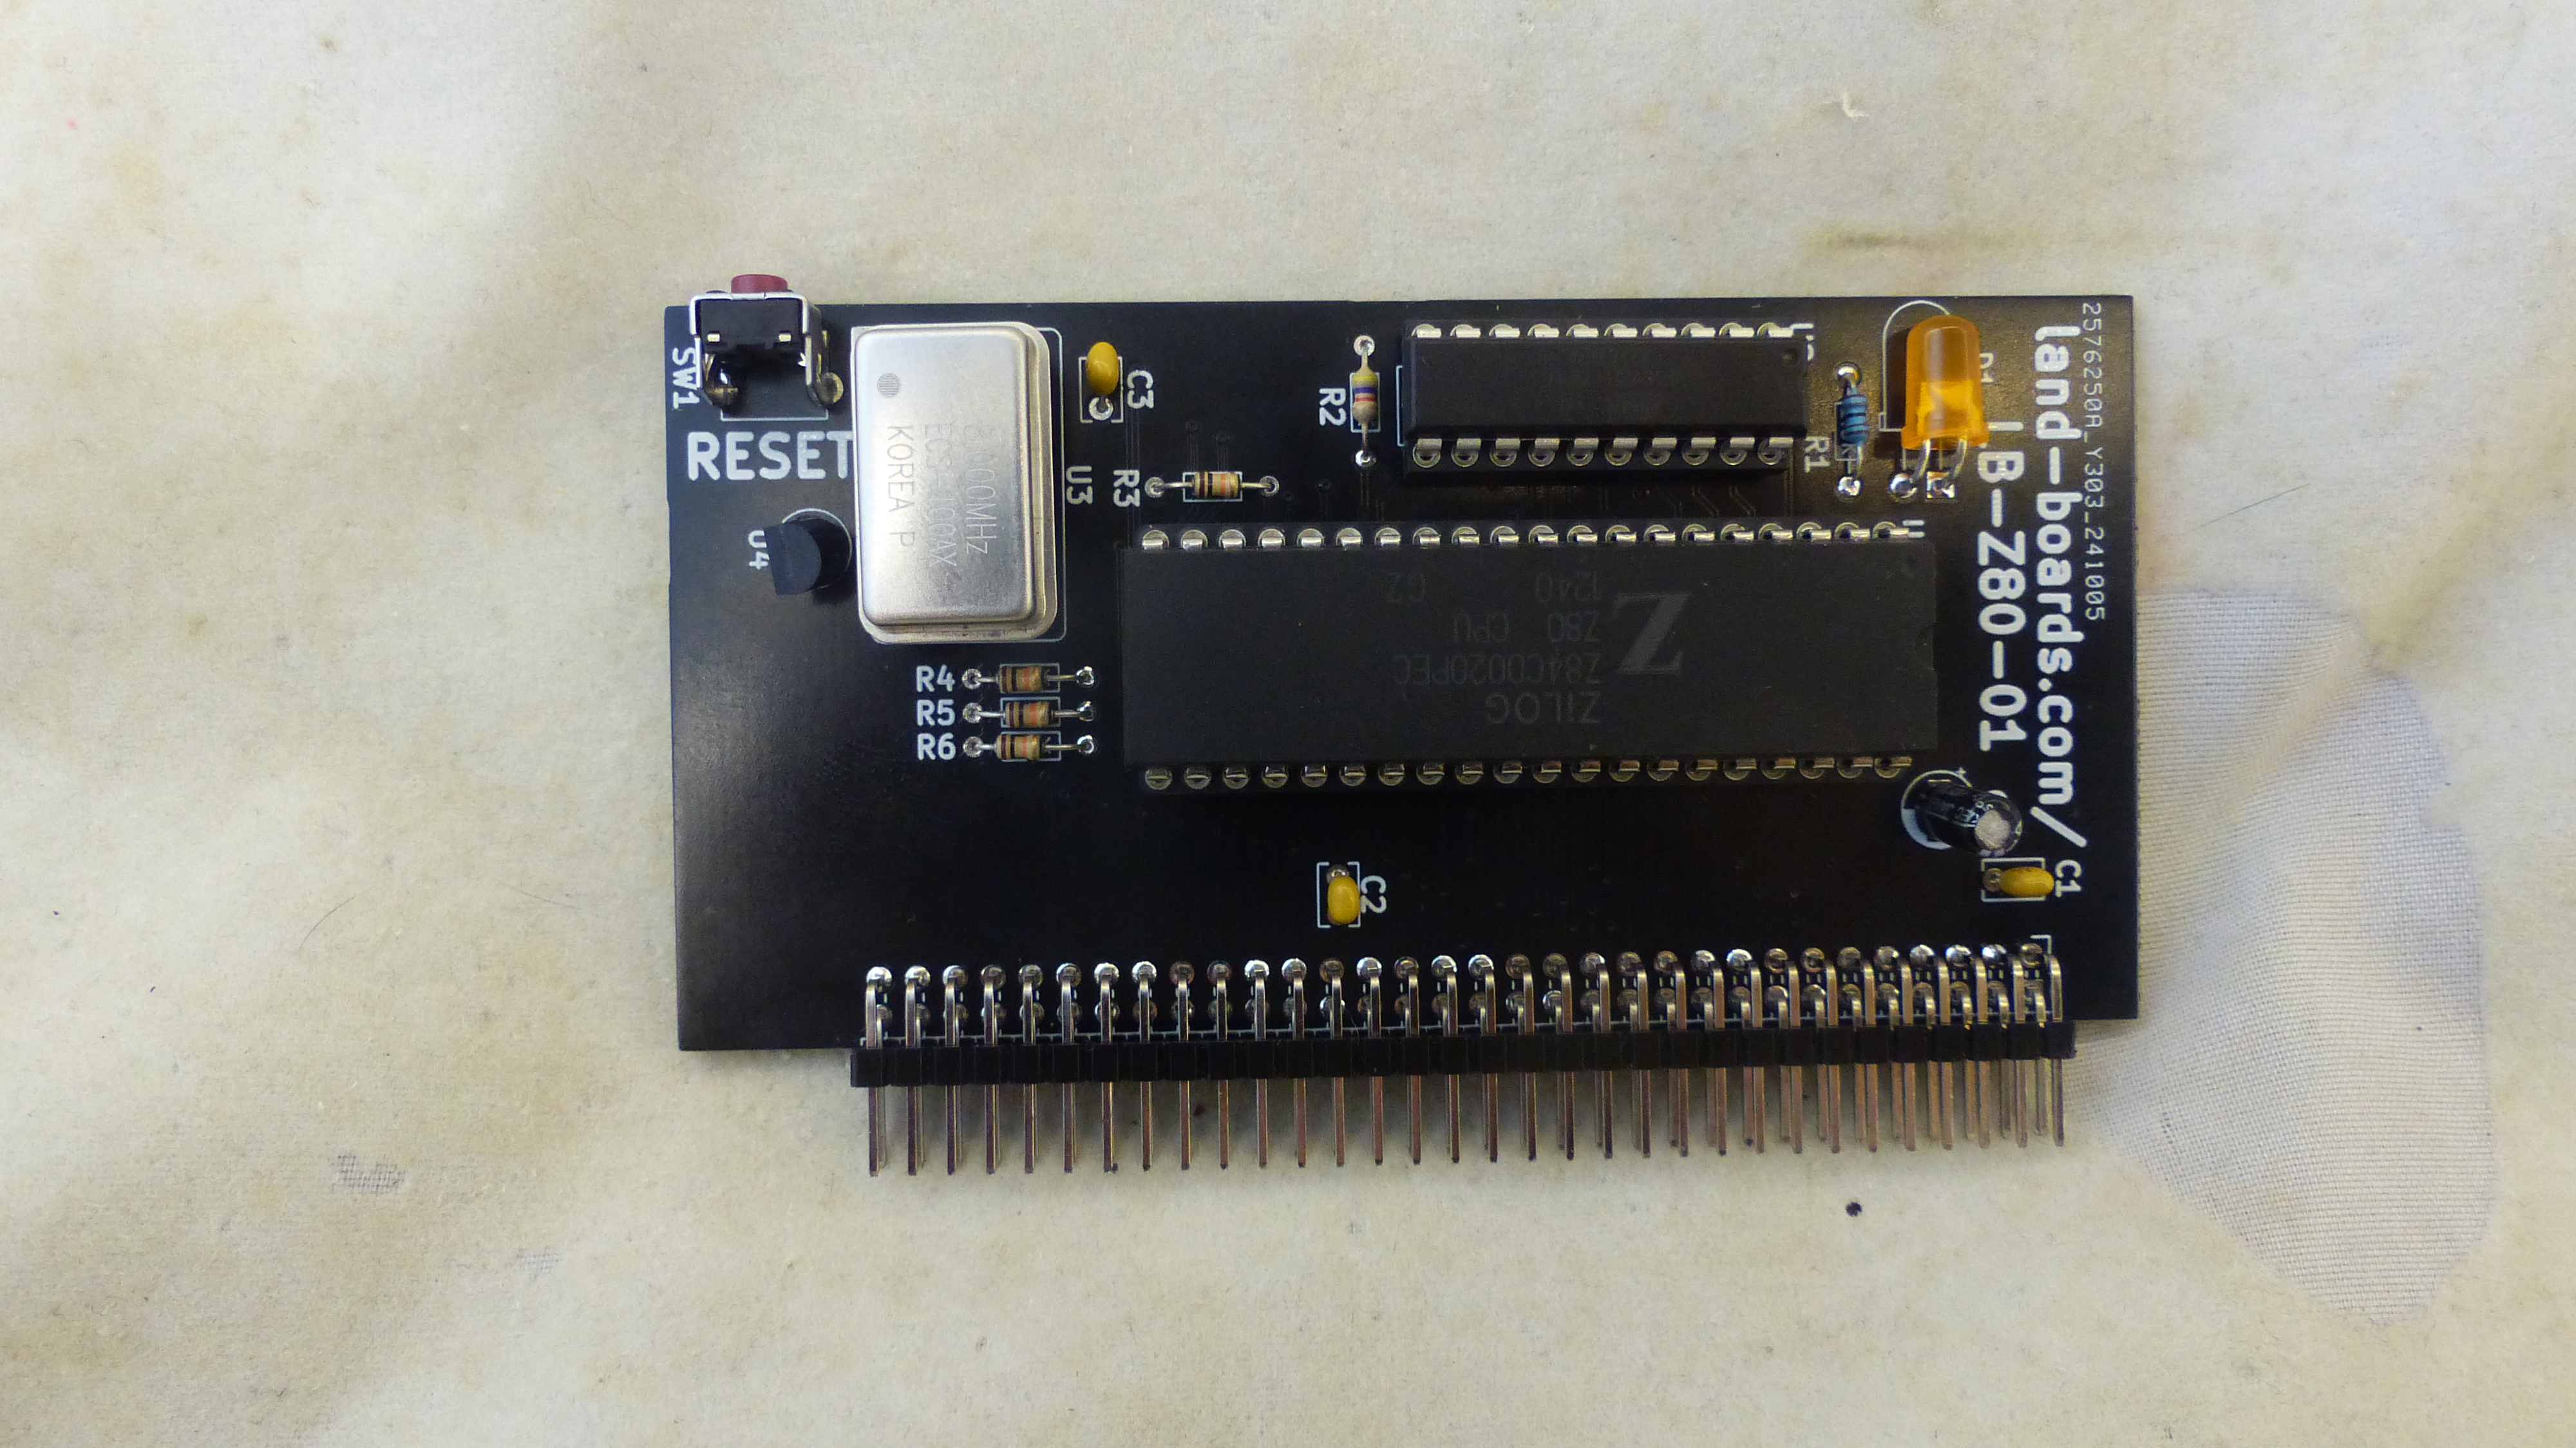 SW1
RESET
U4
KOREA P
U3
C3
R3
R2
R1
D1
R4
R5
R6
ZiLOG
Z84C0020PEC
Z80 CPU
1240 GZ
Z
C2
C1
LB-Z80-01
land-boards.com/
2576250A_Y303_241005